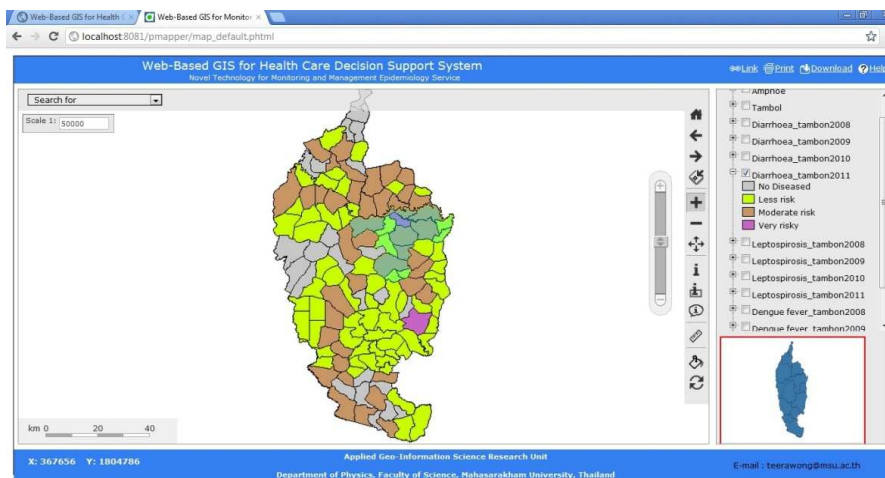 Web-Based GIS for Health C
Web-Based GIS for Monitor
localhost:8081/pmapper/map_default.phtml
Web-Based GIS for Health Care Decision Support System
Novel Technology for Monitoring and Management Epidemiology Service
Link Print Download Help
Search for
Scale 1: 50000
Amphoe
Tambol
Diarrhoea_tambon2008
Diarrhoea_tambon2009
Diarrhoea_tambon2010
Diarrhoea_tambon2011
No Diseased
Less risk
Moderate risk
Very risky
Leptospirosis_tambon2008
Leptospirosis_tambon2009
Leptospirosis_tambon2010
Leptospirosis_tambon2011
Dengue fever_tambon2008
Dengue fever_tambon2009
km 0 20 40
X: 367656 Y: 1804786
Applied Geo-Information Science Research Unit
Department of Physics, Faculty of Science, Mahasarakham University, Thailand
E-mail : teerawong@msu.ac.th